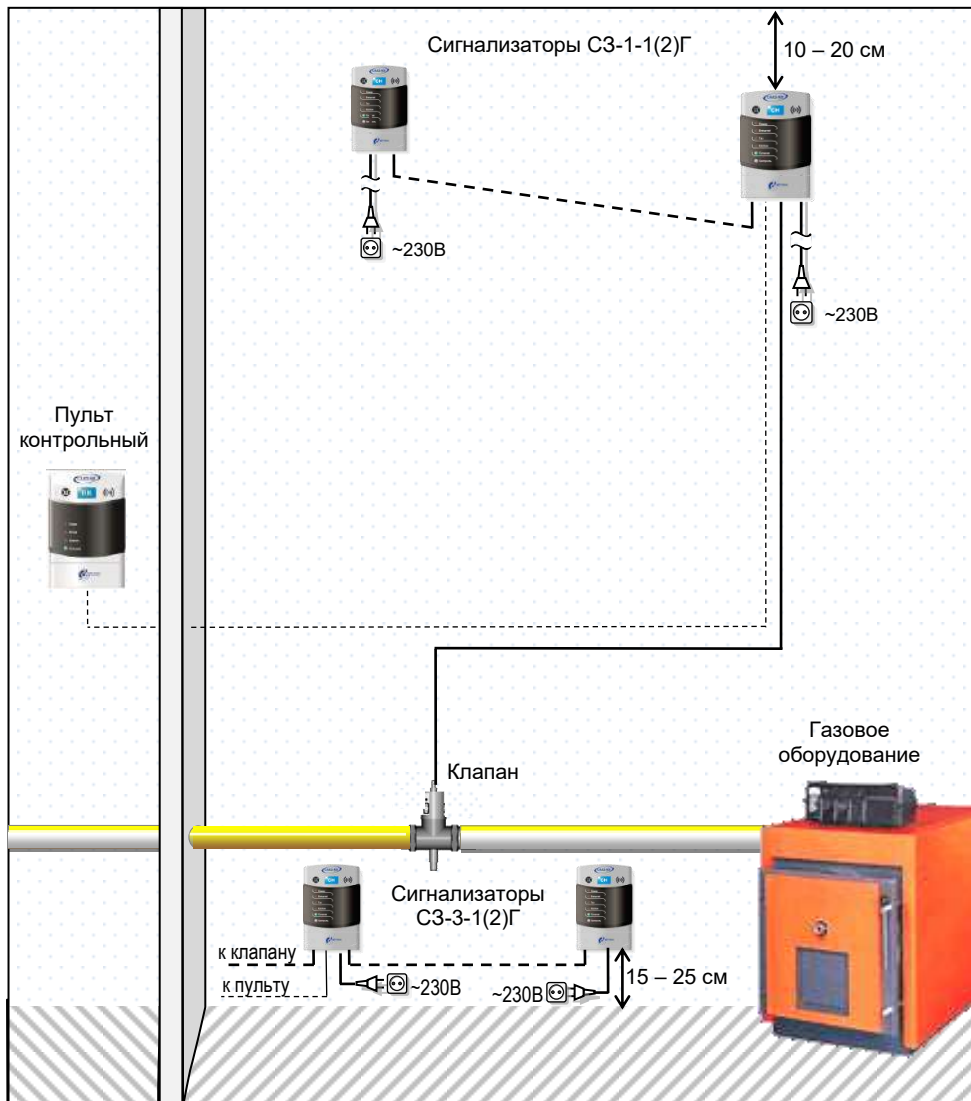 Сигнализаторы СЗ-1-1(2)Г
10 – 20 см
~230В
~230В
Пульт
контрольный
Газовое
оборудование
Клапан
Сигнализаторы
СЗ-3-1(2)Г
к клапану
к пульту
~230В
~230В
15 – 25 см